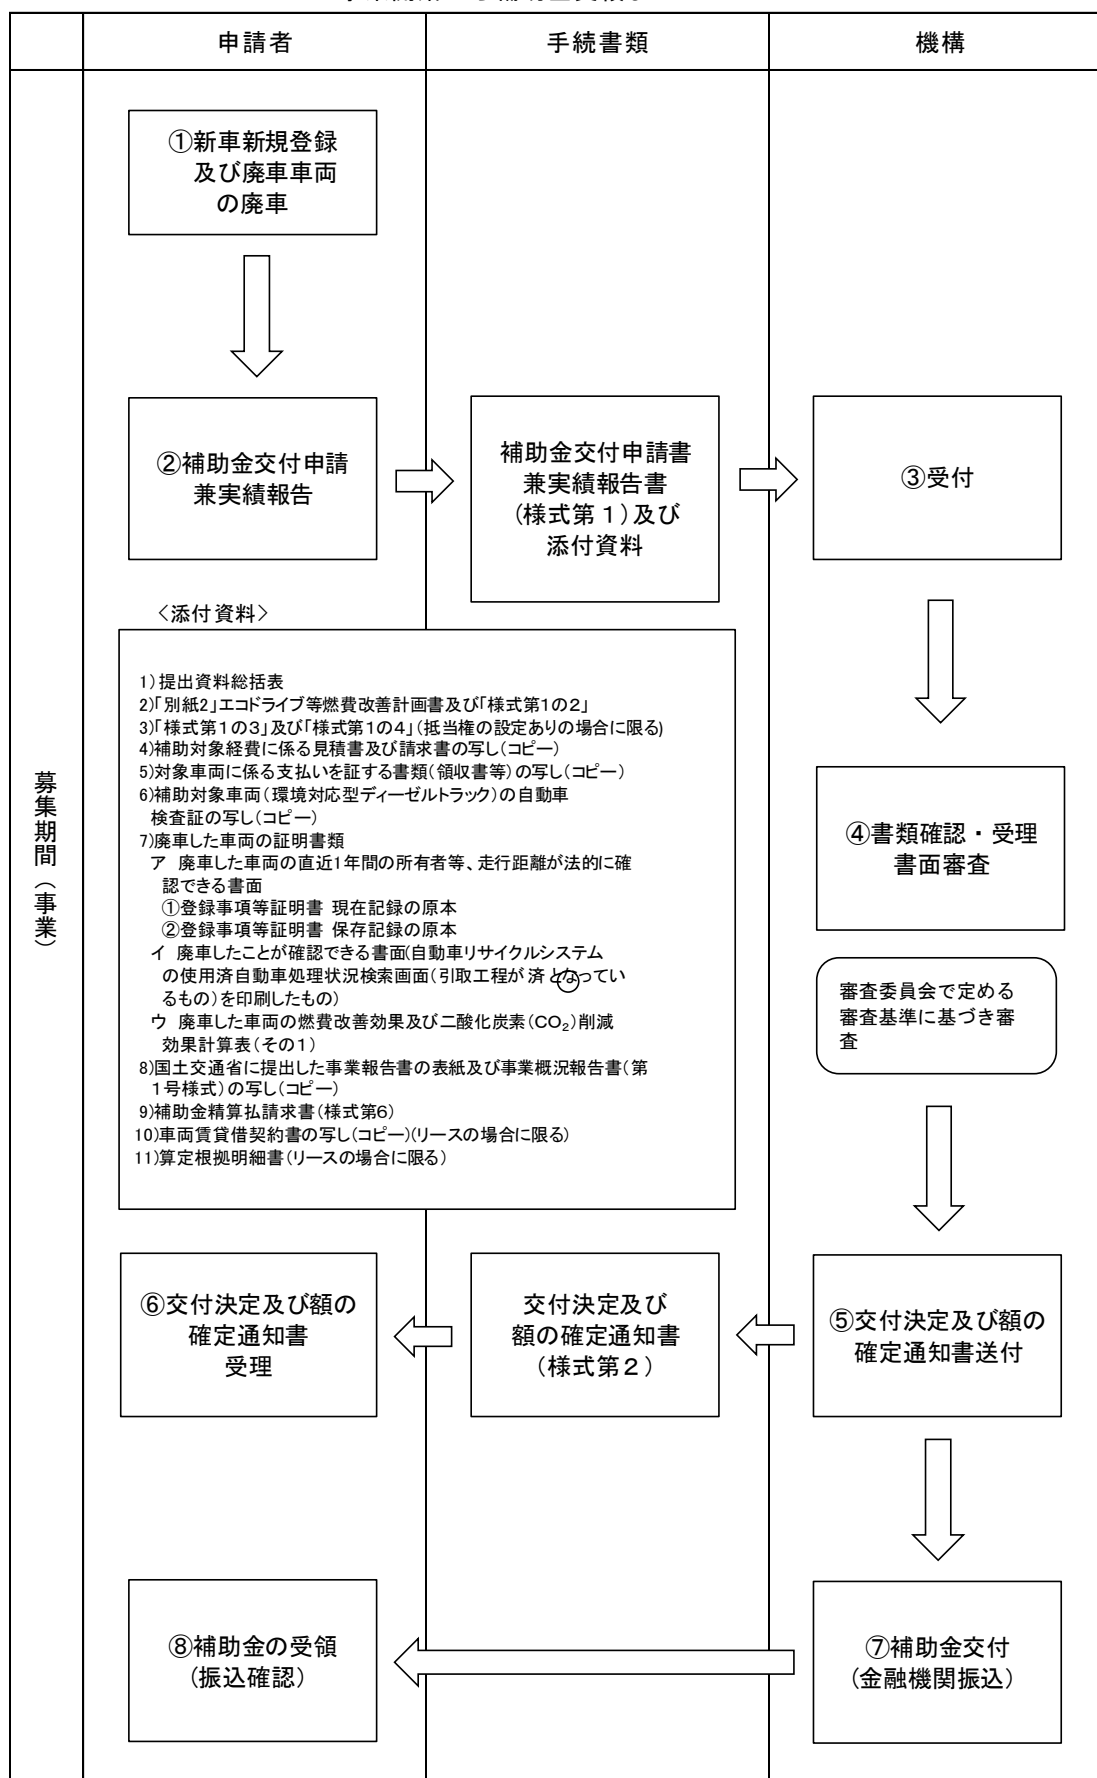 申請者
手続書類
機構
募集期間（事業）
①新車新規登録
及び廃車車両
の廃車
②補助金交付申請
兼実績報告
補助金交付申請書
兼実績報告書
(様式第１)及び
添付資料
③受付
〈添付資料〉
1)提出資料総括表
2)｢別紙2｣エコドライブ等燃費改善計画書及び｢様式第1の2｣
3)｢様式第1の3｣及び｢様式第1の4｣(抵当権の設定ありの場合に限る)
4)補助対象経費に係る見積書及び請求書の写し(コピー)
5)対象車両に係る支払いを証する書類(領収書等)の写し(コピー)
6)補助対象車両(環境対応型ディーゼルトラック)の自動車
検査証の写し(コピー)
7)廃車した車両の証明書類
ア 廃車した車両の直近1年間の所有者等、走行距離が法的に確
認できる書面
①登録事項等証明書 現在記録の原本
②登録事項等証明書 保存記録の原本
イ 廃車したことが確認できる書面(自動車リサイクルシステム
の使用済自動車処理状況検索画面(引取工程が済となってい
るもの)を印刷したもの)
ウ 廃車した車両の燃費改善効果及び二酸化炭素(CO₂)削減
効果計算表(その1)
8)国土交通省に提出した事業報告書の表紙及び事業概況報告書(第
1号様式)の写し(コピー)
9)補助金精算払請求書(様式第6)
10)車両賃貸借契約書の写し(コピー)(リースの場合に限る)
11)算定根拠明細書(リースの場合に限る)
④書類確認・受理
書面審査
審査委員会で定める
審査基準に基づき審
査
⑥交付決定及び額の
確定通知書
受理
交付決定及び
額の確定通知書
(様式第２)
⑤交付決定及び額の
確定通知書送付
⑧補助金の受領
(振込確認)
⑦補助金交付
(金融機関振込)